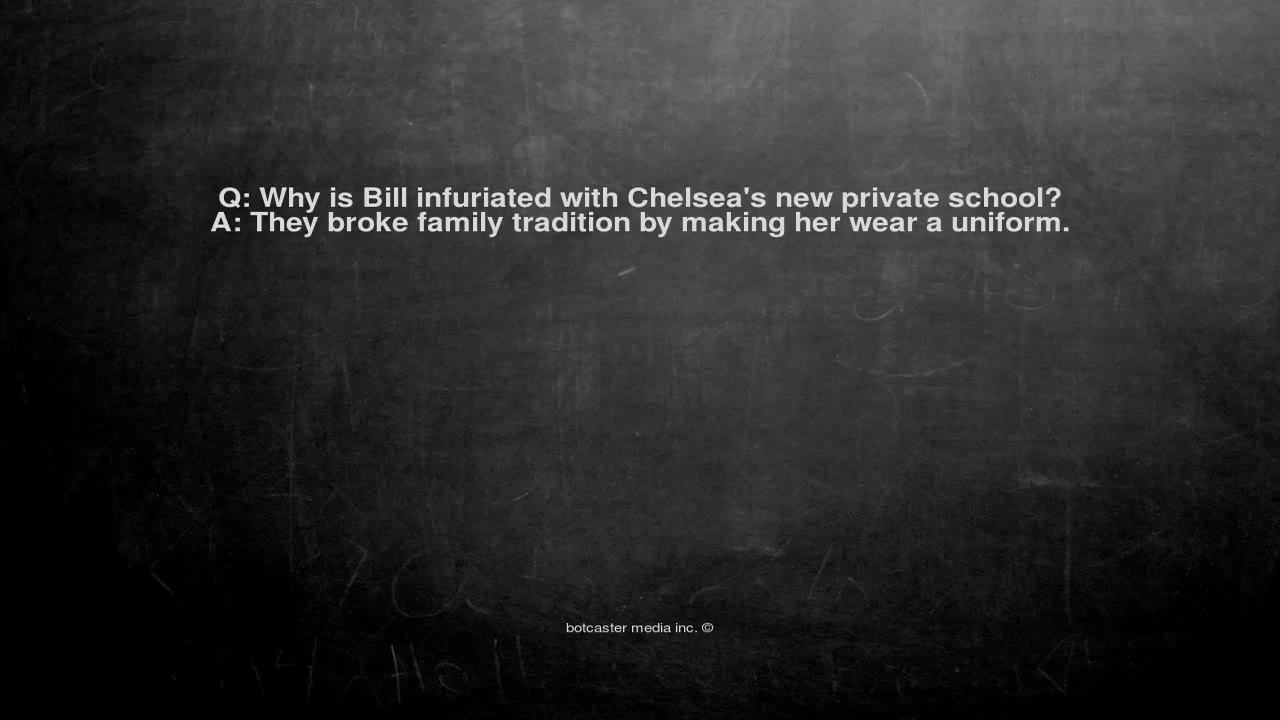 Q: Why is Bill infuriated with Chelsea's new private school?
A: They broke family tradition by making her wear a uniform.
botcaster media inc. ©